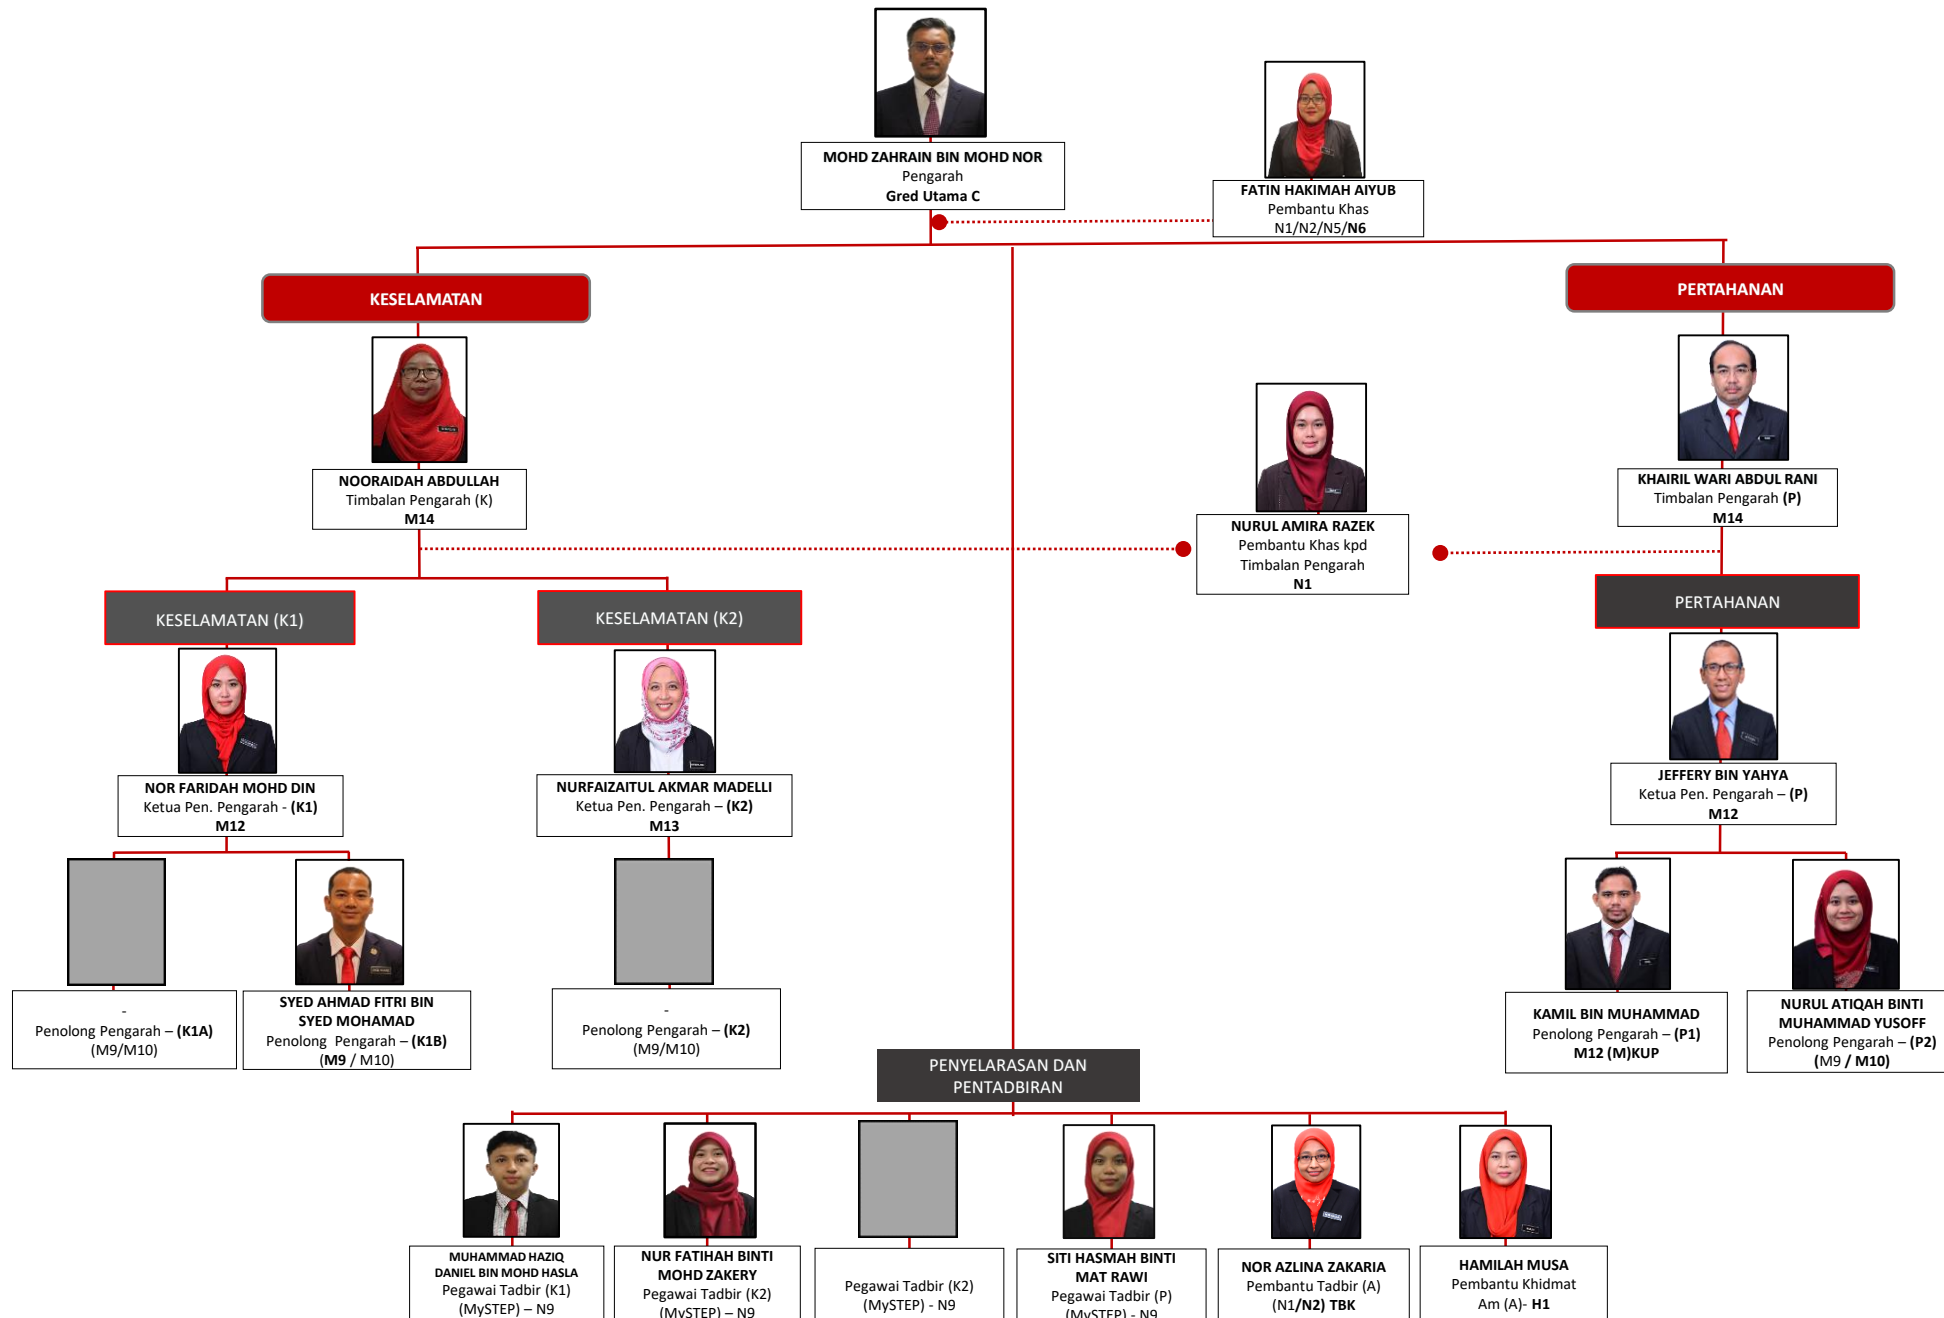 MOHD ZAHRAIN BIN MOHD NOR
Pengarah
Gred Utama C
FATIN HAKIMAH AIYUB
Pembantu Khas
N1/N2/N5/N6
KESELAMATAN
PERTAHANAN
NOORAIDAH ABDULLAH
Timbalan Pengarah (K)
M14
NURUL AMIRA RAZEK
Pembantu Khas kpd
Timbalan Pengarah
N1
KHAIRIL WARI ABDUL RANI
Timbalan Pengarah (P)
M14
KESELAMATAN (K1)
KESELAMATAN (K2)
PERTAHANAN
NOR FARIDAH MOHD DIN
Ketua Pen. Pengarah - (K1)
M12
NURFAIZAITUL AKMAR MADELLI
Ketua Pen. Pengarah – (K2)
M13
JEFFERY BIN YAHYA
Ketua Pen. Pengarah – (P)
M12
-
Penolong Pengarah – (K1A)
(M9/M10)
SYED AHMAD FITRI BIN
SYED MOHAMAD
Penolong Pengarah – (K1B)
(M9 / M10)
-
Penolong Pengarah – (K2)
(M9/M10)
KAMIL BIN MUHAMMAD
Penolong Pengarah – (P1)
M12 (M)KUP
NURUL ATIQAH BINTI
MUHAMMAD YUSOFF
Penolong Pengarah – (P2)
(M9 / M10)
PENYELARASAN DAN
PENTADBIRAN
MUHAMMAD HAZIQ
DANIEL BIN MOHD HASLA
Pegawai Tadbir (K1)
(MySTEP) – N9
NUR FATIHAH BINTI
MOHD ZAKERY
Pegawai Tadbir (K2)
(MySTEP) – N9
Pegawai Tadbir (K2)
(MySTEP) - N9
SITI HASMAH BINTI
MAT RAWI
Pegawai Tadbir (P)
(MySTEP) - N9
NOR AZLINA ZAKARIA
Pembantu Tadbir (A)
(N1/N2) TBK
HAMILAH MUSA
Pembantu Khidmat
Am (A)- H1